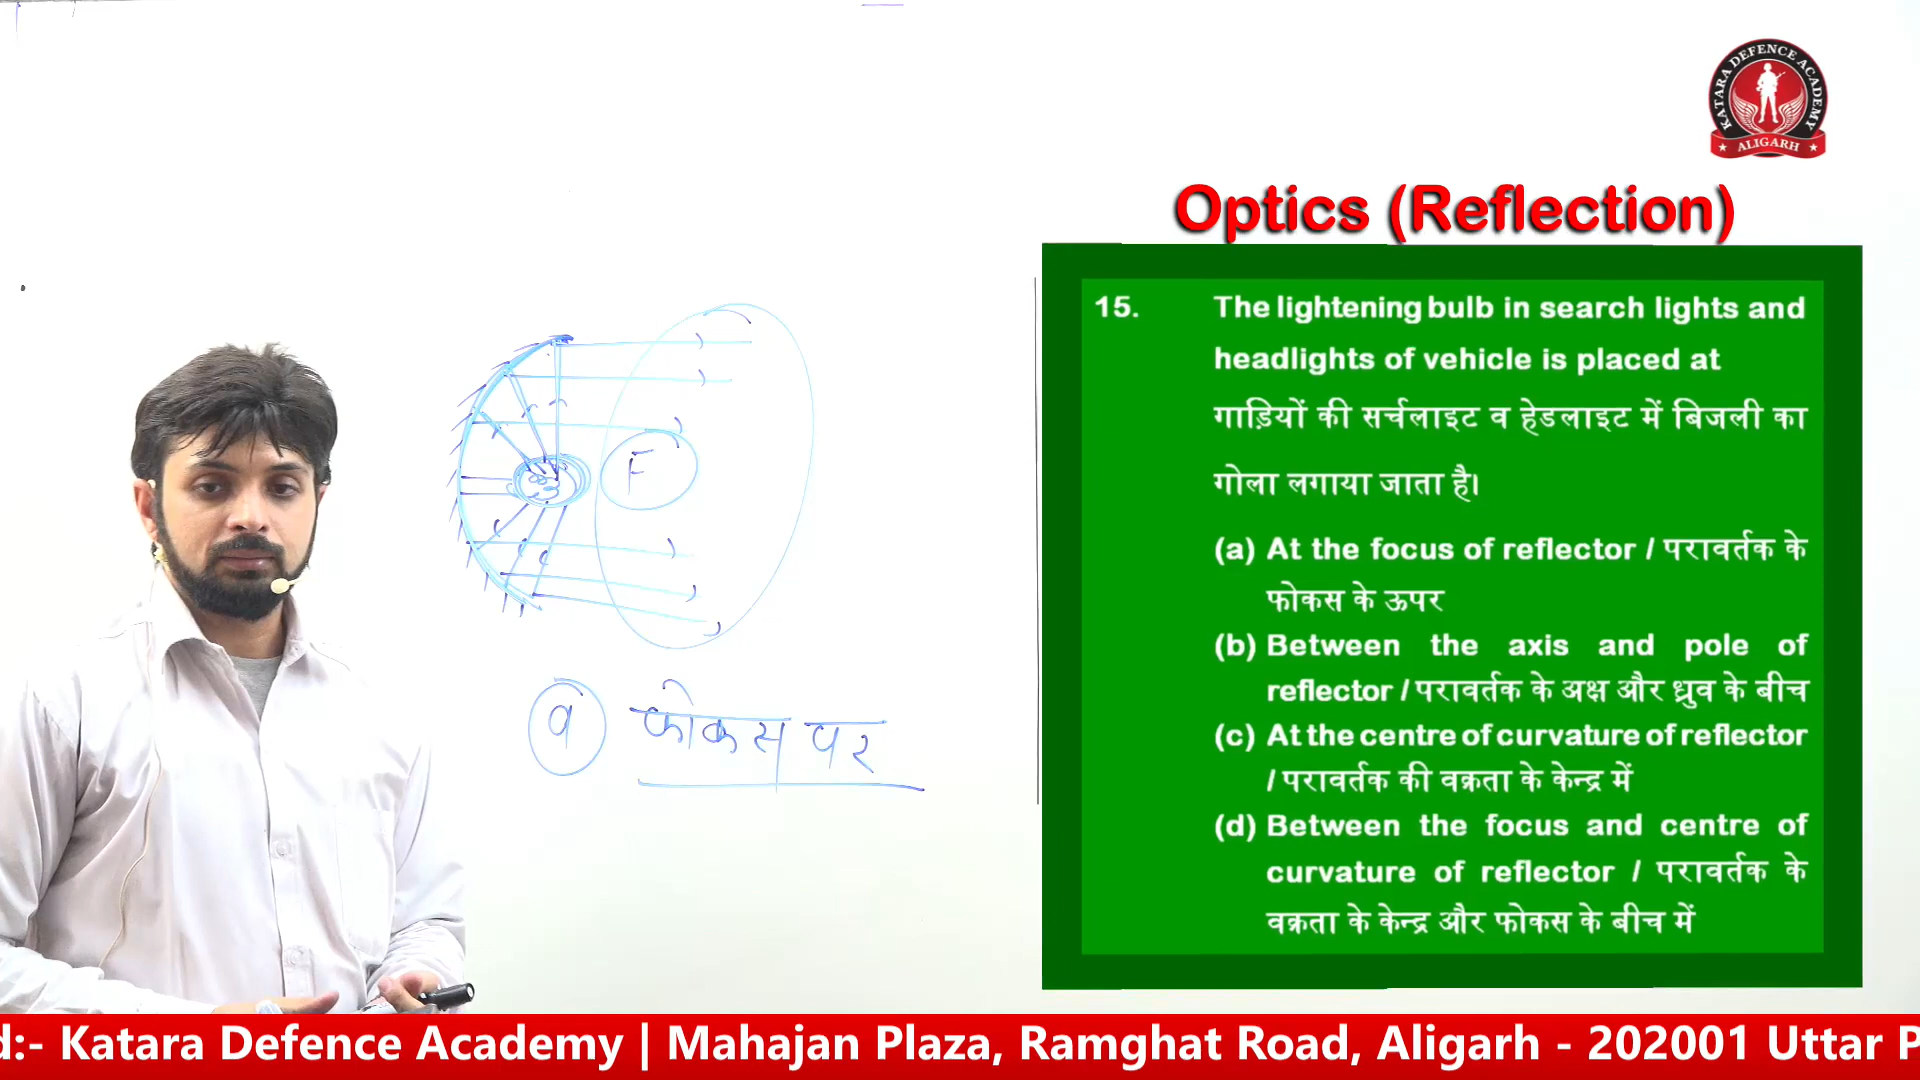 KATARA DEFENCE ACADEMY
ALIGARH
Optics (Reflection)
15. The lightening bulb in search lights and
headlights of vehicle is placed at
गाड़ियों की सर्चलाइट व हेडलाइट में बिजली का
गोला लगाया जाता है।
(a) At the focus of reflector / परावर्तक के
फोकस के ऊपर
(b) Between the axis and pole of
reflector / परावर्तक के अक्ष और ध्रुव के बीच
(c) At the centre of curvature of reflector
/ परावर्तक की वक्रता के केन्द्र में
(d) Between the focus and centre of
curvature of reflector / परावर्तक के
वक्रता के केन्द्र और फोकस के बीच में
F
a फोकस पर
d:- Katara Defence Academy | Mahajan Plaza, Ramghat Road, Aligarh - 202001 Uttar P